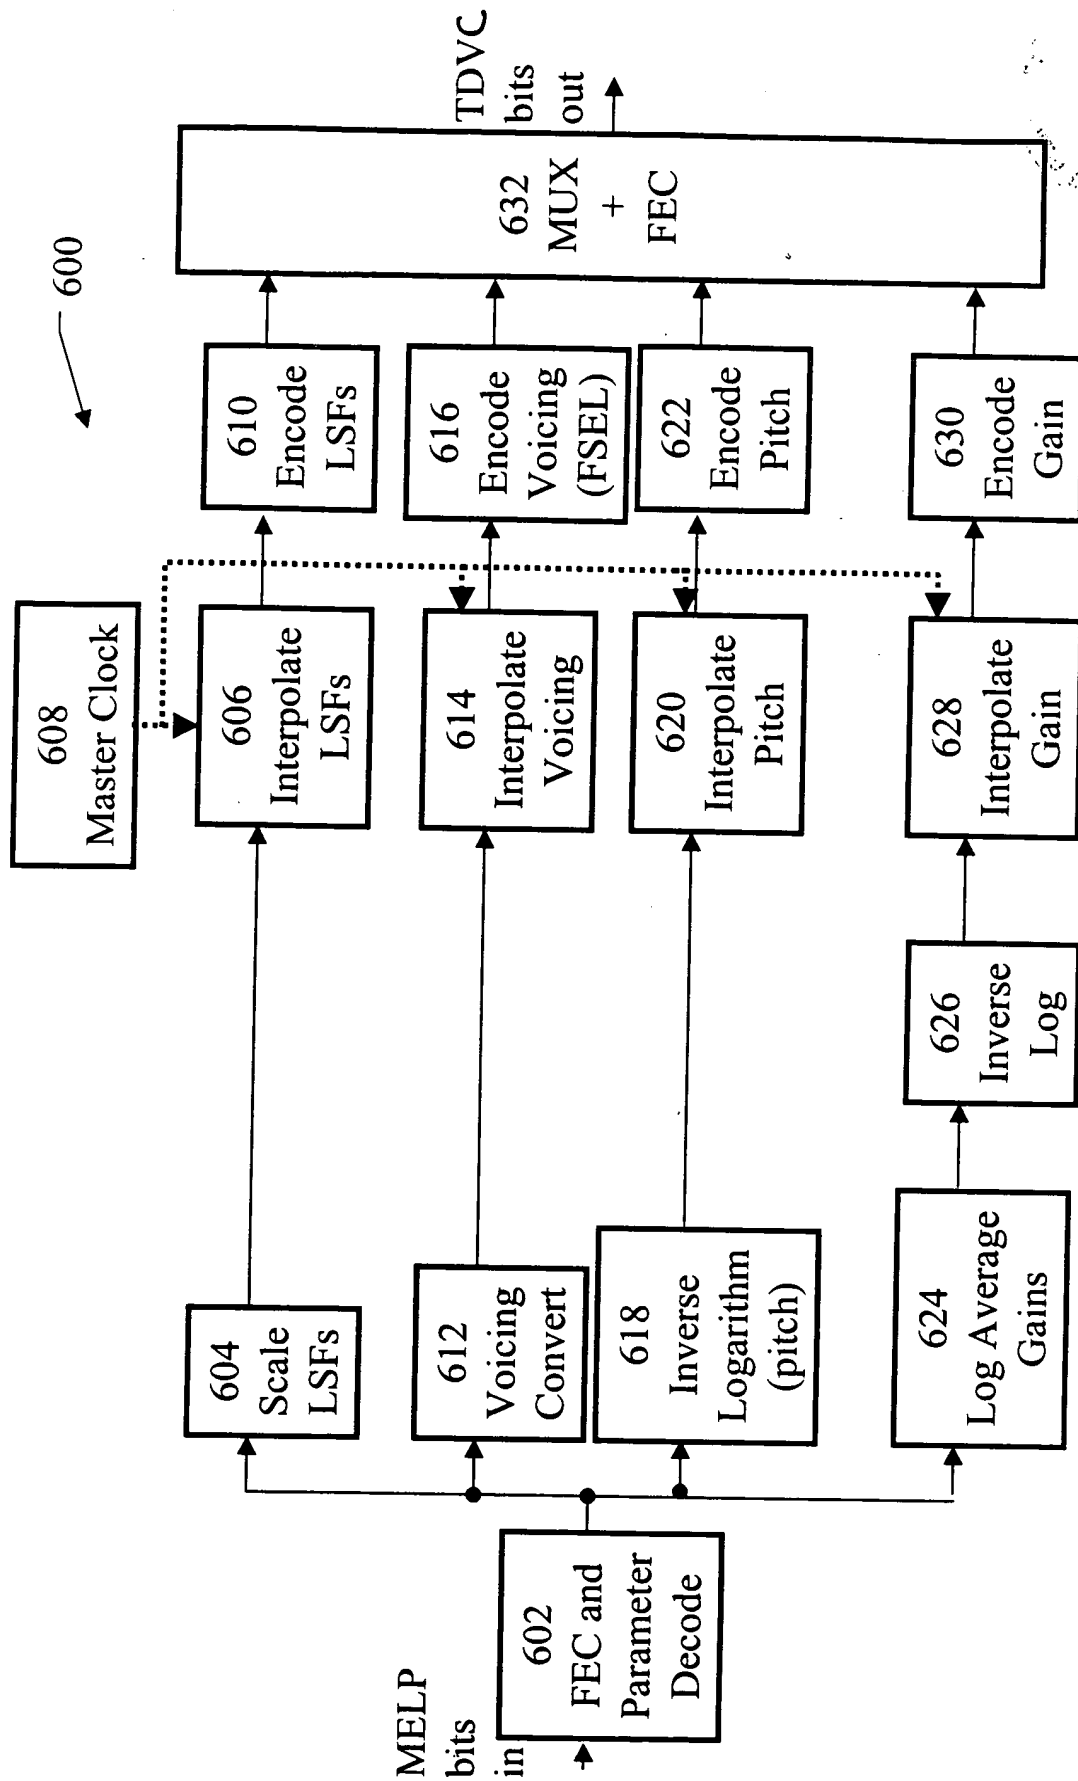 600
MELP
bits
in
602
FEC and
Parameter
Decode
604
Scale
LSFs
608
Master Clock
606
Interpolate
LSFs
610
Encode
LSFs
612
Voicing
Convert
614
Interpolate
Voicing
616
Encode
Voicing
(FSEL)
618
Inverse
Logarithm
(pitch)
620
Interpolate
Pitch
622
Encode
Pitch
624
Log Average
Gains
626
Inverse
Log
628
Interpolate
Gain
630
Encode
Gain
632
MUX
+
FEC
TDVC
bits
out